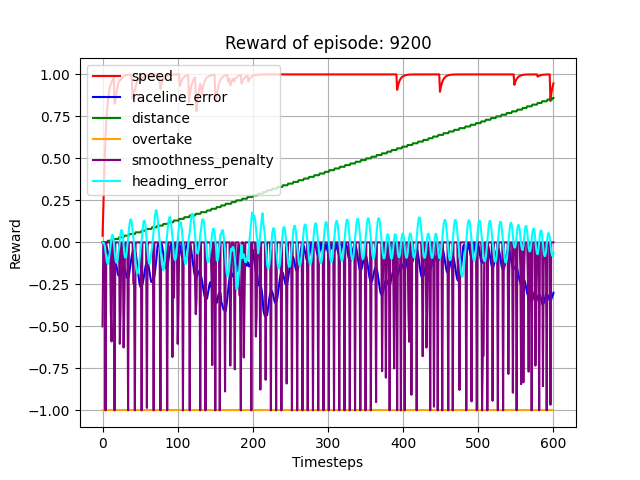 Reward of episode: 9200
speed
raceline_error
distance
overtake
smoothness_penalty
heading_error
Reward
1.00
0.75
0.50
0.25
0.00
−0.25
−0.50
−0.75
−1.00
0
100
200
300
400
500
600
Timesteps